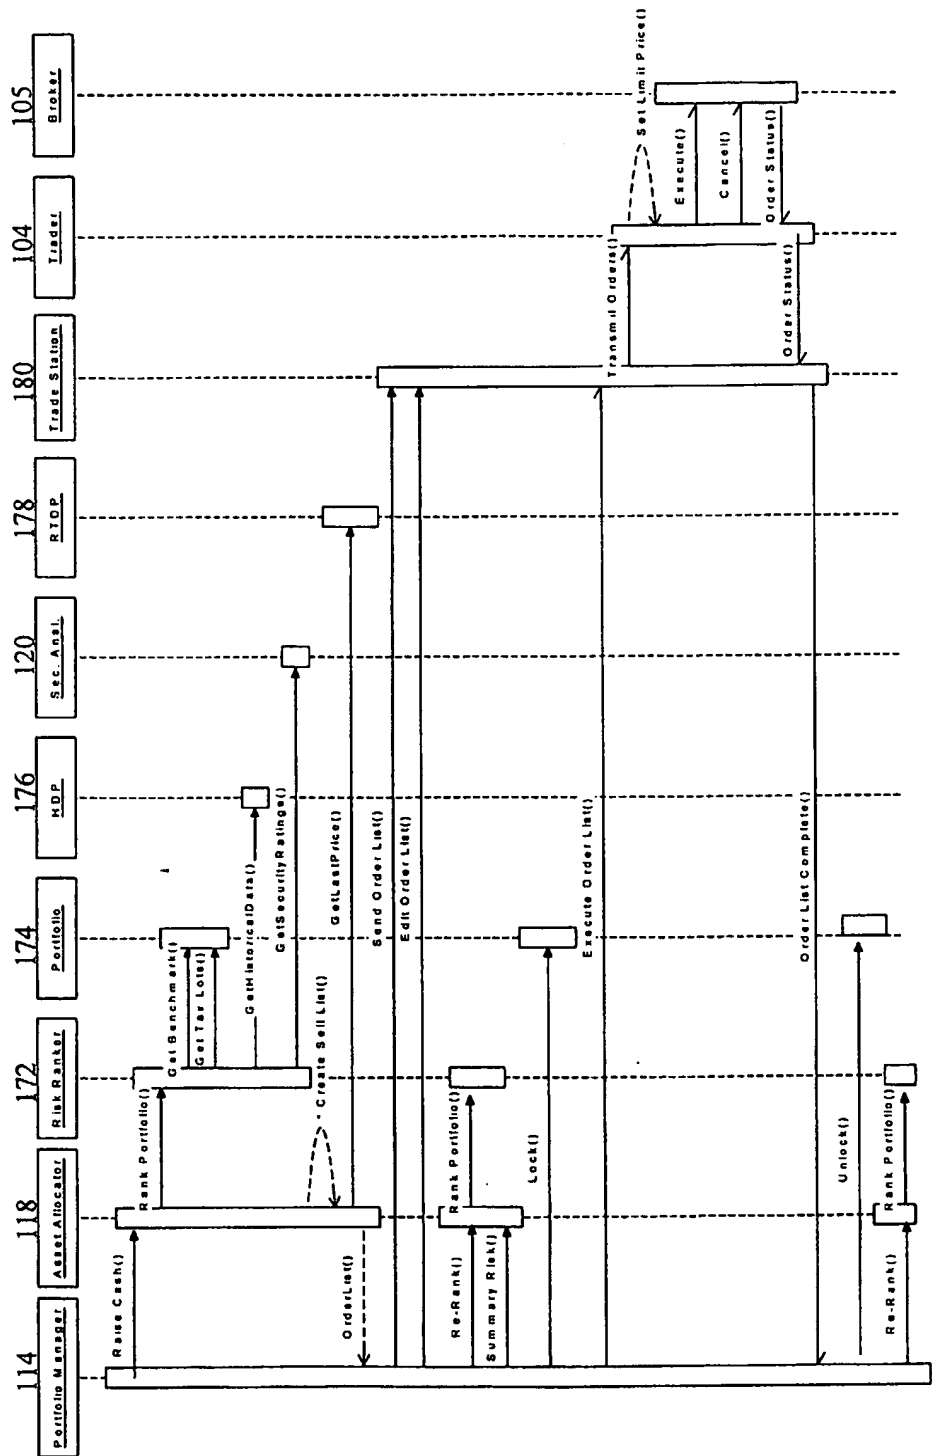 114
Portfolio Manager
118
Asset Allocator
172
Risk Ranker
174
Portfolio
176
HDP
120
Sec. Anal.
178
RTDP
180
Trade Station
104
Trader
105
Broker
Raise Cash()
Rank Portfolio()
GetBenchmark()
Get Tax Lots()
GetHistoricalData()
GetSecurityRatings()
Create Sell List()
GetLastPrice()
OrderList()
Send Order List()
Edit Order List()
Re-Rank()
Rank Portfolio()
Summary Risk()
Lock()
Execute Order List()
Transmit Orders()
Set Limit Price()
Execute()
Cancel()
Order Status()
Order Status()
Order List Complete()
Unlock()
Re-Rank()
Rank Portfolio()